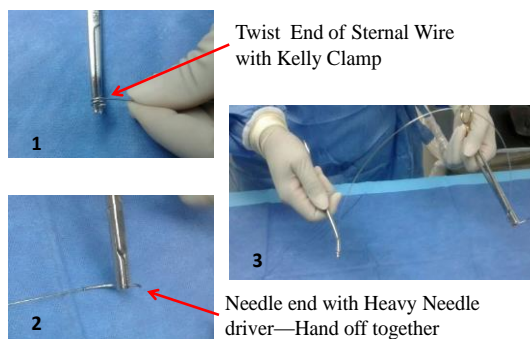 Twist End of Sternal Wire
with Kelly Clamp
1
3
2
Needle end with Heavy Needle
driver—Hand off together